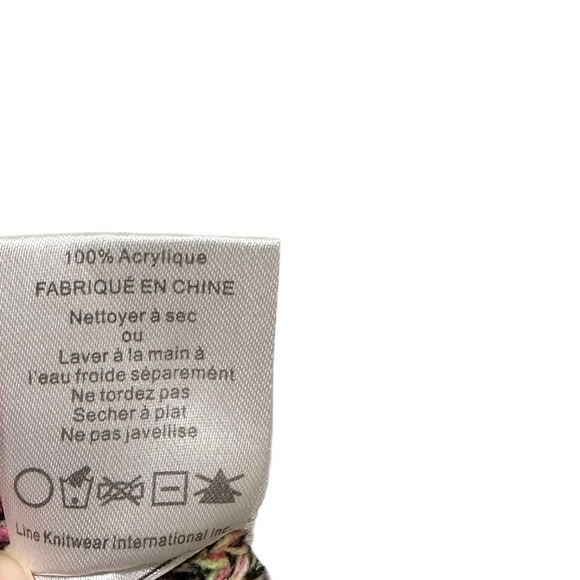 100% Acrylique
FABRIQUÉ EN CHINE
Nettoyer à sec
ou
Laver à la main à
l'eau froide séparement
Ne tordez pas
Secher à plat
Ne pas javellise
Line Knitwear International Inc.